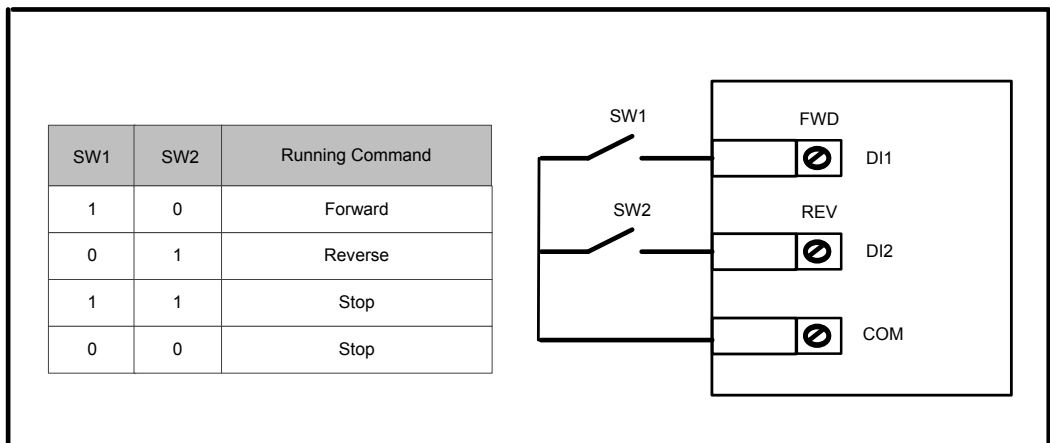 SW1 SW2 Running Command
1 0 Forward
0 1 Reverse
1 1 Stop
0 0 Stop
SW1
FWD
DI1
SW2
REV
DI2
COM